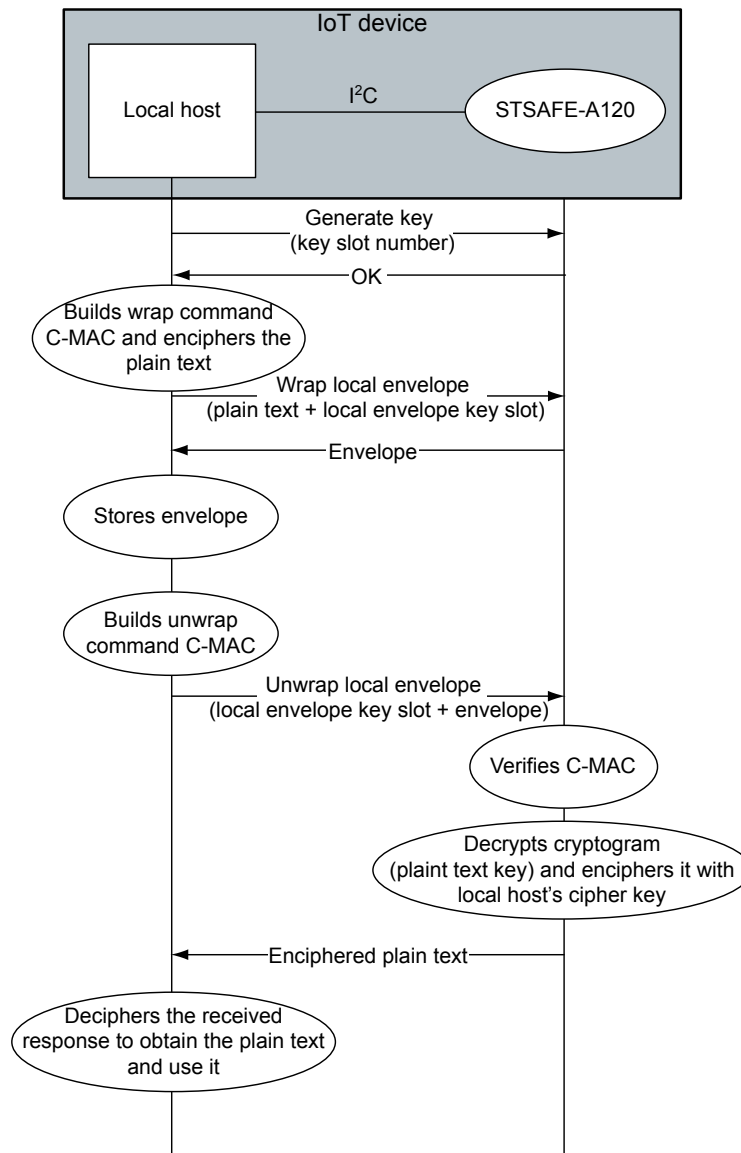 IoT device
Local host
I²C
STSAFE-A120
Generate key
(key slot number)
OK
Builds wrap command
C-MAC and enciphers the
plain text
Wrap local envelope
(plain text + local envelope key slot)
Envelope
Stores envelope
Builds unwrap
command C-MAC
Unwrap local envelope
(local envelope key slot + envelope)
Verifies C-MAC
Decrypts cryptogram
(plaint text key) and enciphers it with
local host's cipher key
Enciphered plain text
Deciphers the received
response to obtain the plain text
and use it